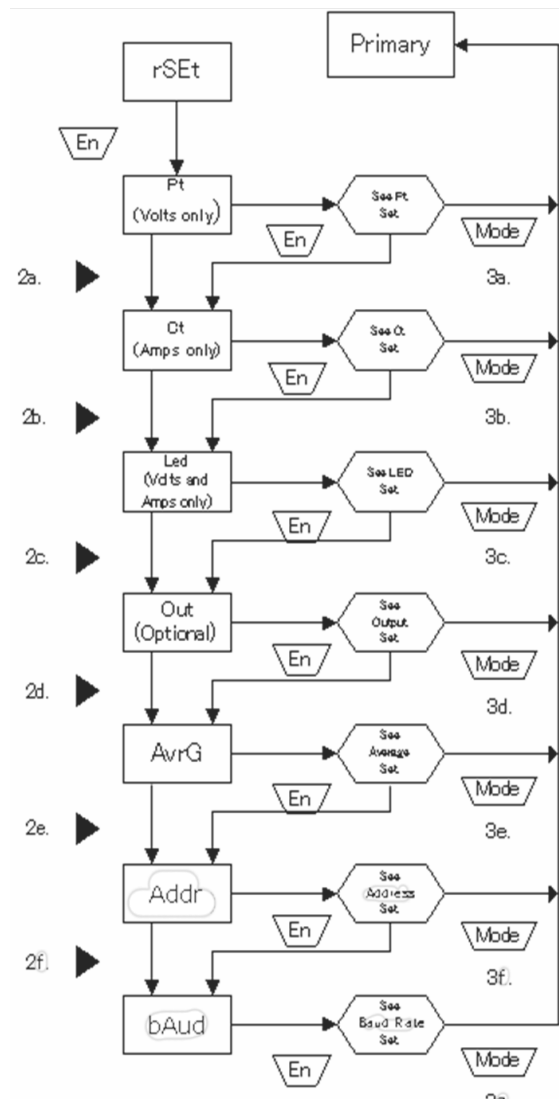 rSEt
Primary
En
Pt
(Volts only)
See Pt
Set
En
Mode
2a.
3a.
Ct
(Amps only)
See Ct
Set
En
Mode
2b.
3b.
Led
(Volts and
Amps only)
See LED
Set
En
Mode
2c.
3c.
Out
(Optional)
See
Output
Set
En
Mode
2d.
3d.
AvrG
See
Average
Set
En
Mode
2e.
3e.
Addr
See
Address
Set
En
Mode
2f.
3f.
bAud
See
Baud Rate
Set
En
Mode